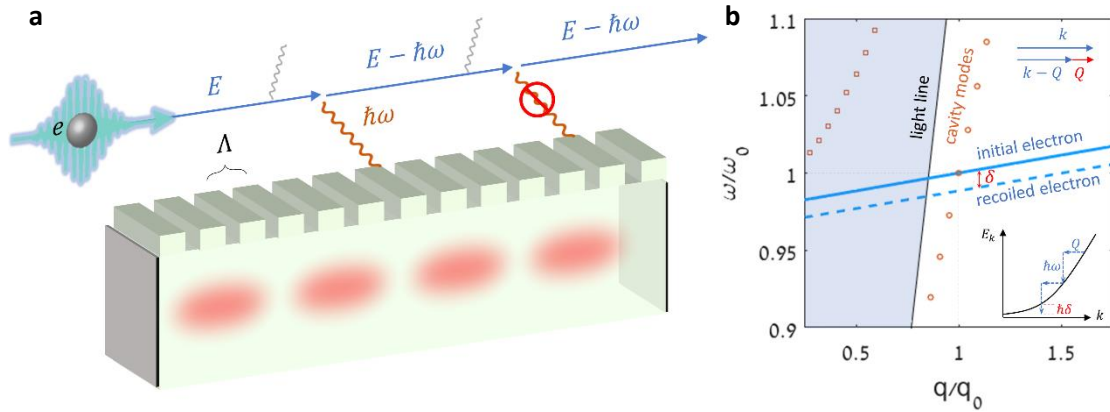 a
E
E − ħω
E − ħω
e
Λ
ħω
b
ω/ω₀
1.1
1.05
1
0.95
0.9
0.5
1
1.5
q/q₀
light line
cavity modes
k
k − Q
Q
initial electron
δ
recoiled electron
E_k
Q
ħω
ħδ
k